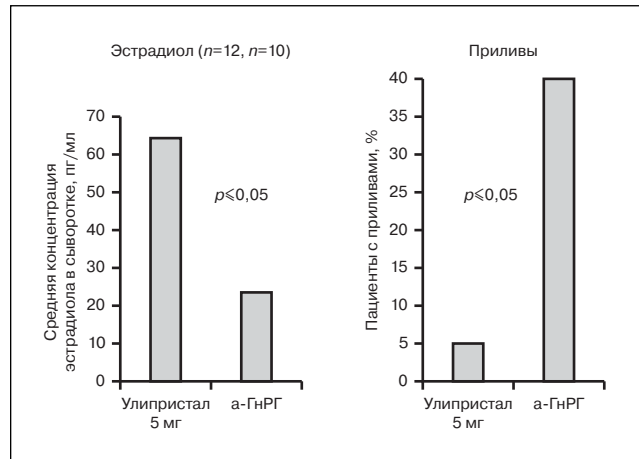 Эстрадиол (n=12, n=10)
Средняя концентрация
эстрадиола в сыворотке, пг/мл
70
60
50
40
30
20
10
0
p⩽0,05
Улипристал
5 мг
а-ГнРГ
Приливы
Пациенты с приливами, %
40
35
30
25
20
15
10
5
0
p⩽0,05
Улипристал
5 мг
а-ГнРГ